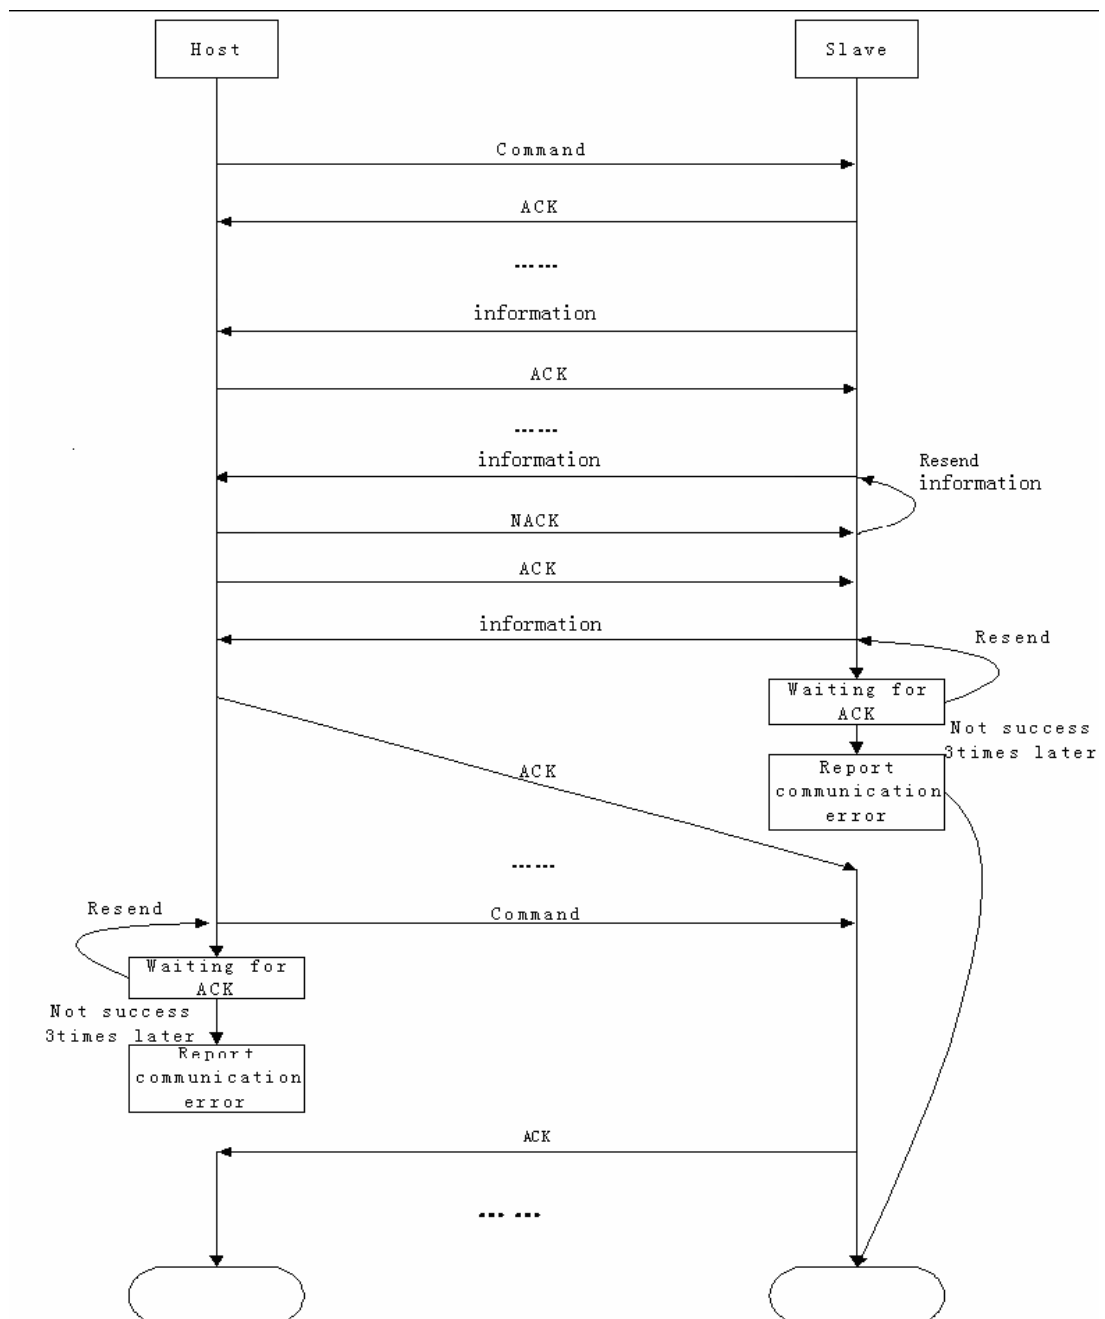 Host
Slave
Command
ACK
......
information
ACK
......
information
Resend
information
NACK
ACK
information
Resend
Waiting for
ACK
Not success
3times later
Report
communication
error
ACK
......
Resend
Command
Waiting for
ACK
Not success
3times later
Report
communication
error
ACK
... ...